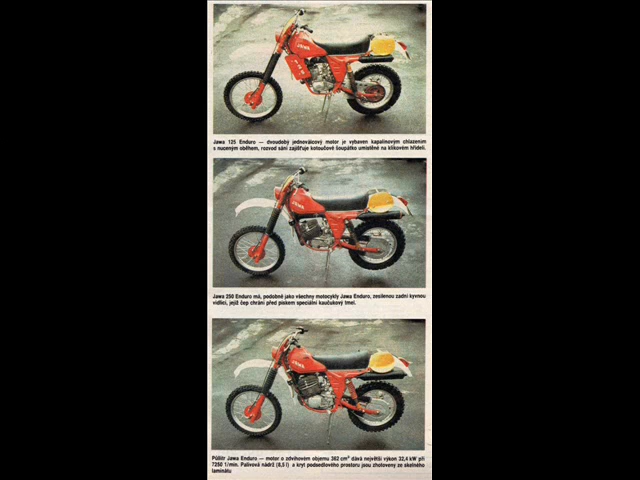 JAWA
Jawa 125 Enduro — dvoudobý jednoválcový motor je vybaven kapalinovým chlazením
s nuceným oběhem, rozvod sání zajišťuje kotoučové šoupátko umístěné na klikovém hřídeli.
JAWA
Jawa 250 Enduro má, podobně jako všechny motocykly Jawa Enduro, zesílenou zadní kyvnou
vidlici, jejíž čep chrání před pískem speciální kaučukový tmel.
JAWA
Půllitr Jawa Enduro — motor o zdvihovém objemu 362 cm³ dává největší výkon 32,4 kW při
7250 1/min. Palivová nádrž (8,5 l) a kryt podsedlového prostoru jsou zhotoveny ze skelného
laminátu